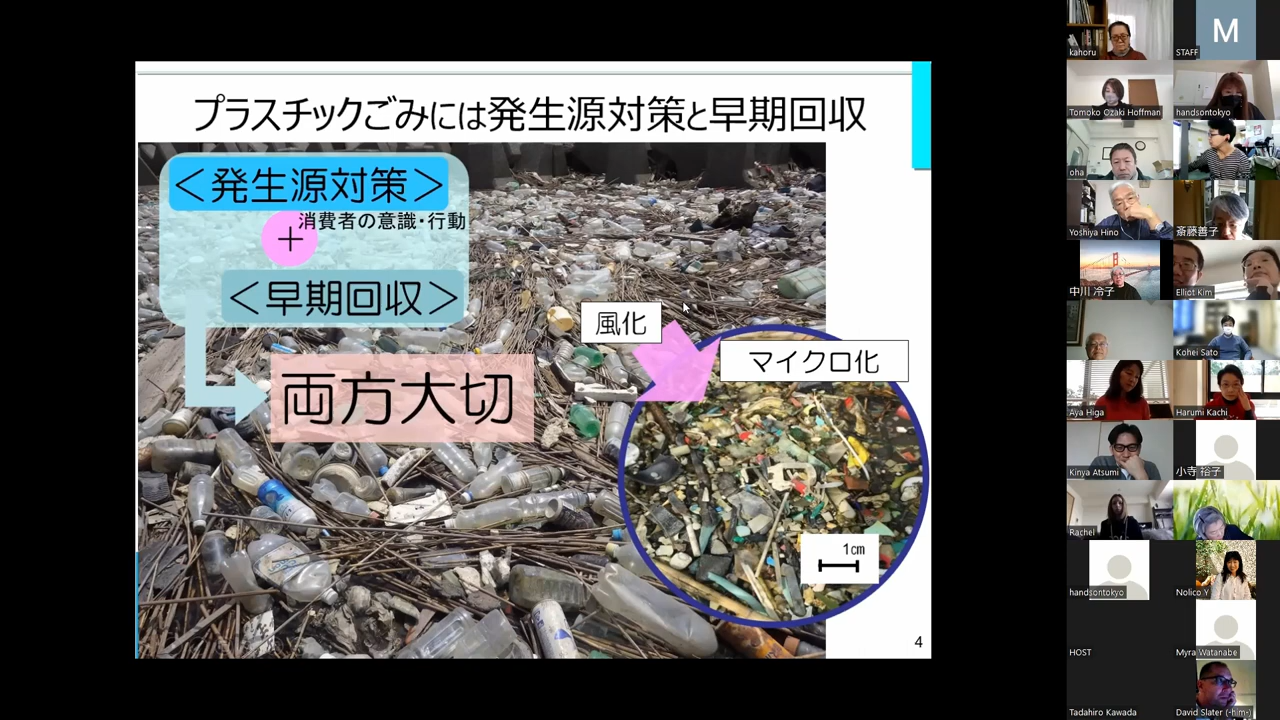 プラスチックごみには発生源対策と早期回収
＜発生源対策＞
消費者の意識・行動
＋
＜早期回収＞
両方大切
風化
マイクロ化
1cm
4
kahoru
M
STAFF
Tomoko Ozaki Hoffman
handsontokyo
oha
Yoshiya Hino
斎藤善子
中川 冷子
Elliot Kim
Kohei Sato
Aya Higa
Harumi Kachi
Kinya Atsumi
小寺 裕子
Rachel
handsontokyo
Nolico Y
HOST
Myra Watanabe
Tadahiro Kawada
David Slater (-him-)